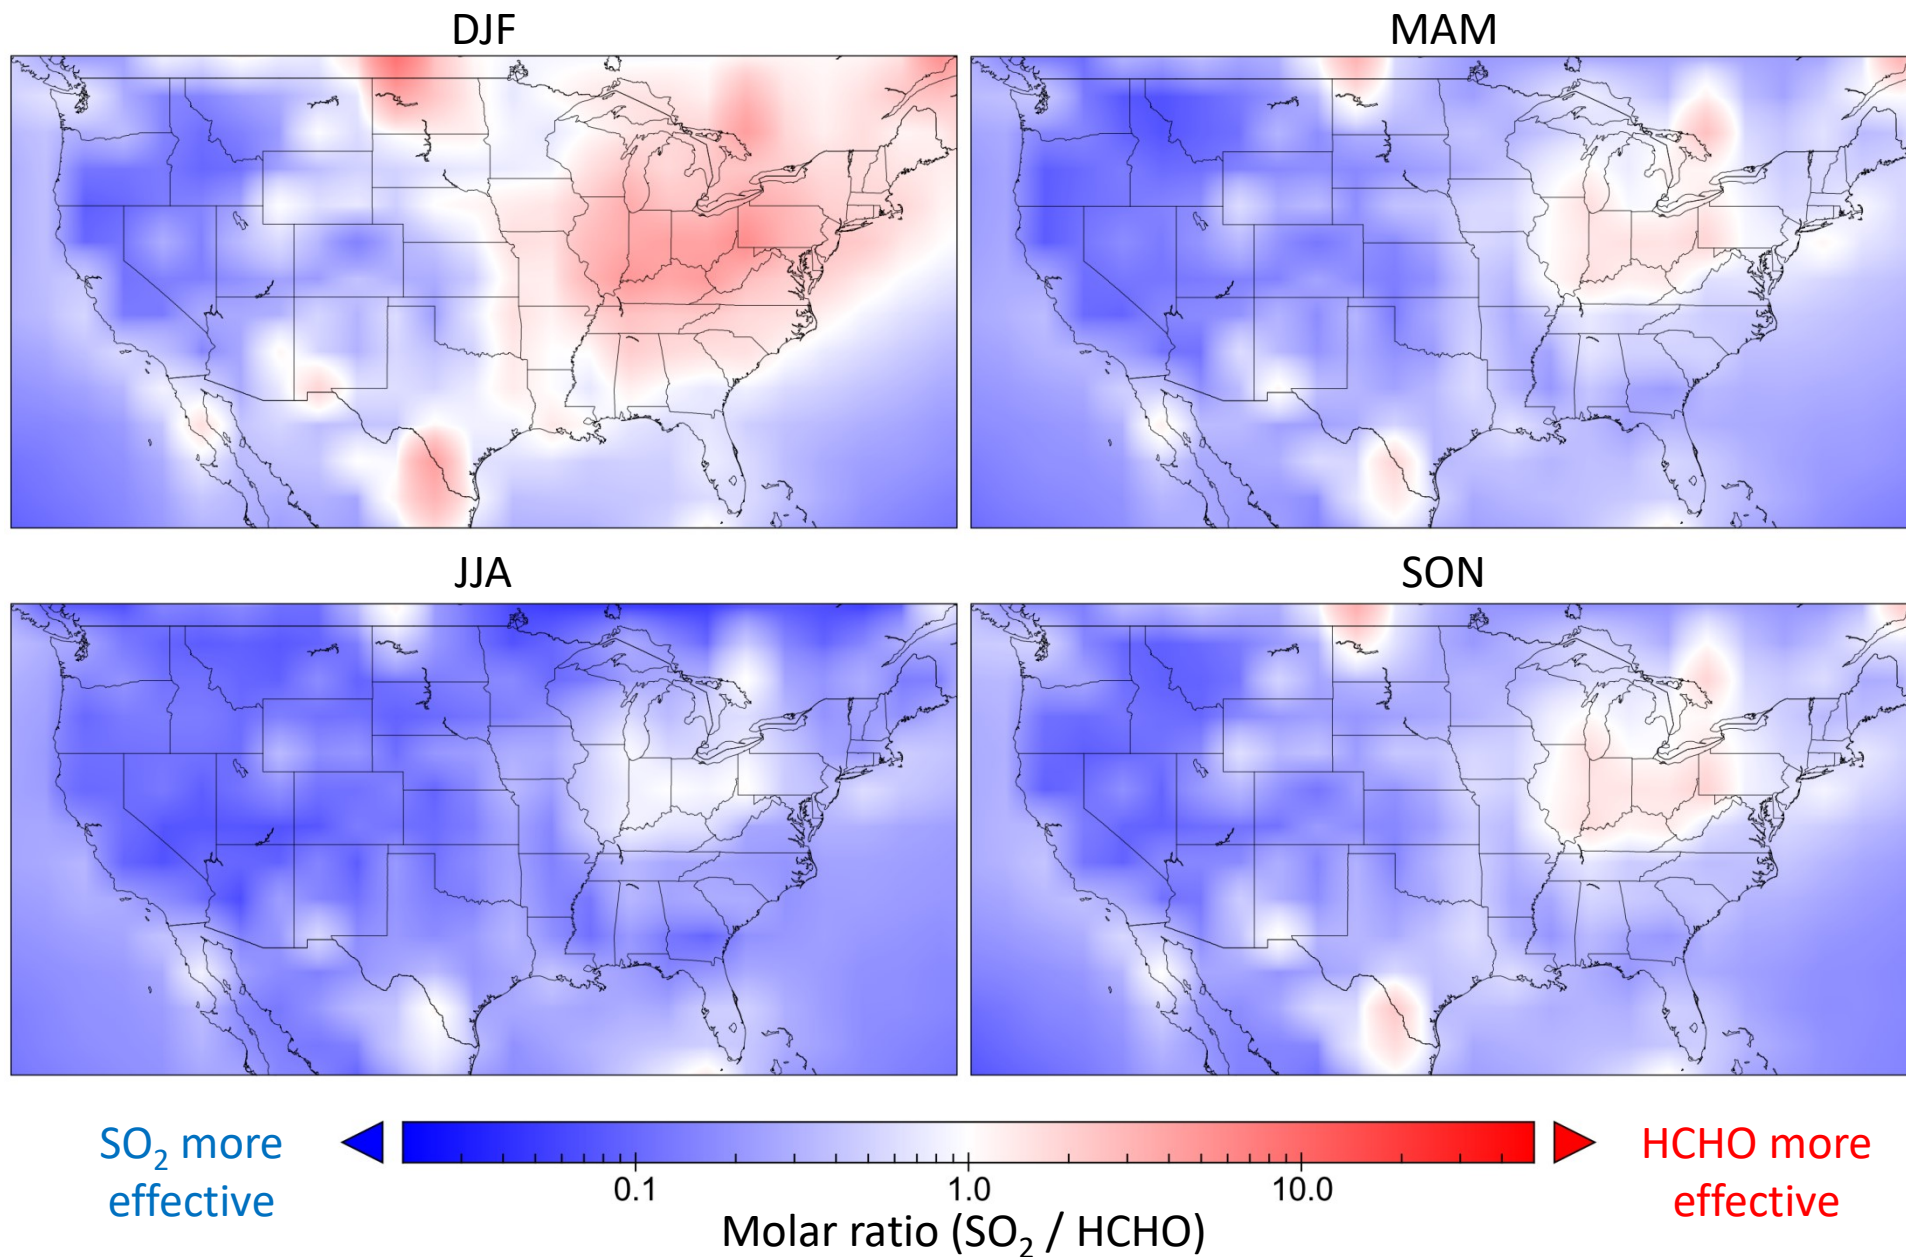 DJF
MAM
JJA
SON
SO₂ more
effective
HCHO more
effective
0.1
1.0
10.0
Molar ratio (SO₂ / HCHO)